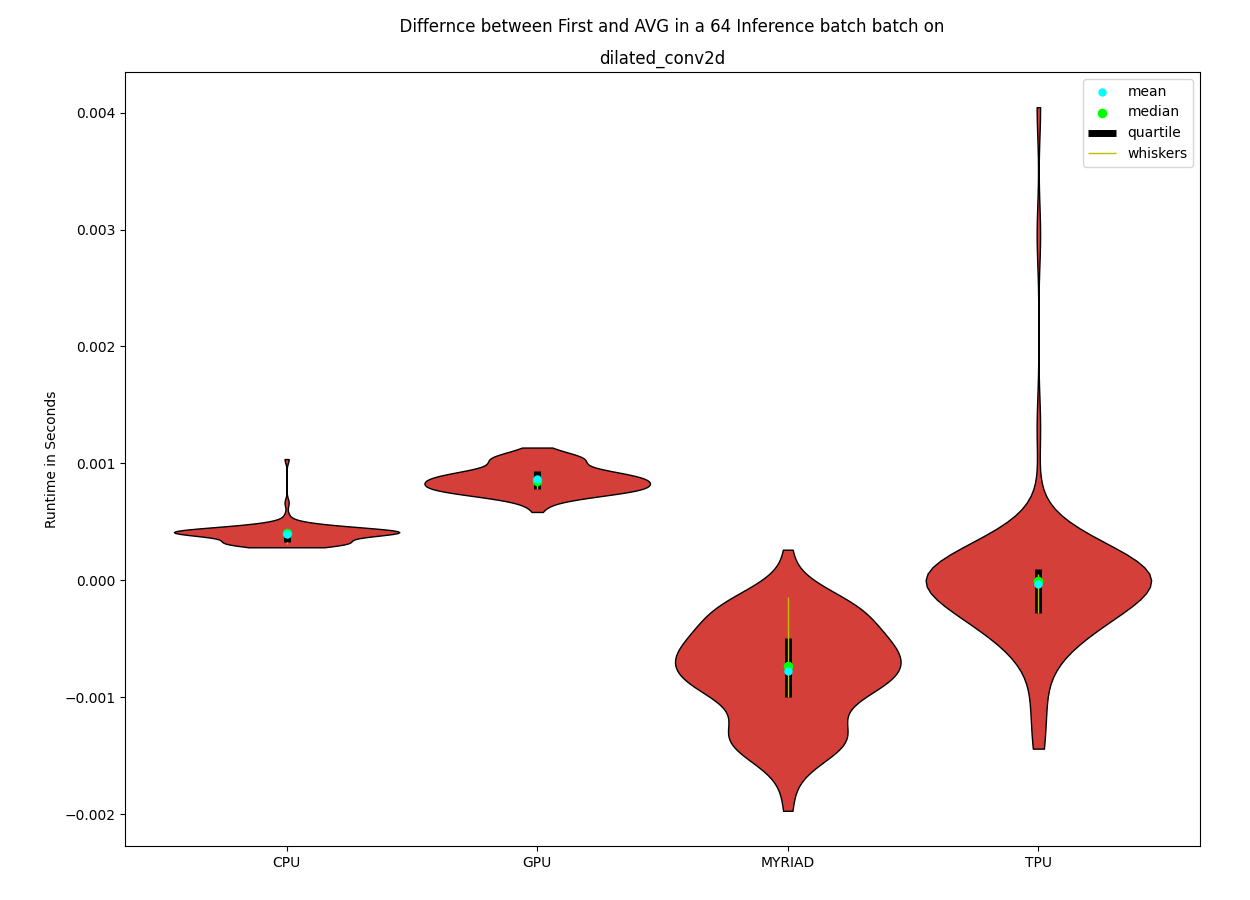 Differnce between First and AVG in a 64 Inference batch batch on
dilated_conv2d
mean
median
quartile
whiskers
0.004
0.003
0.002
0.001
0.000
−0.001
−0.002
Runtime in Seconds
CPU
GPU
MYRIAD
TPU